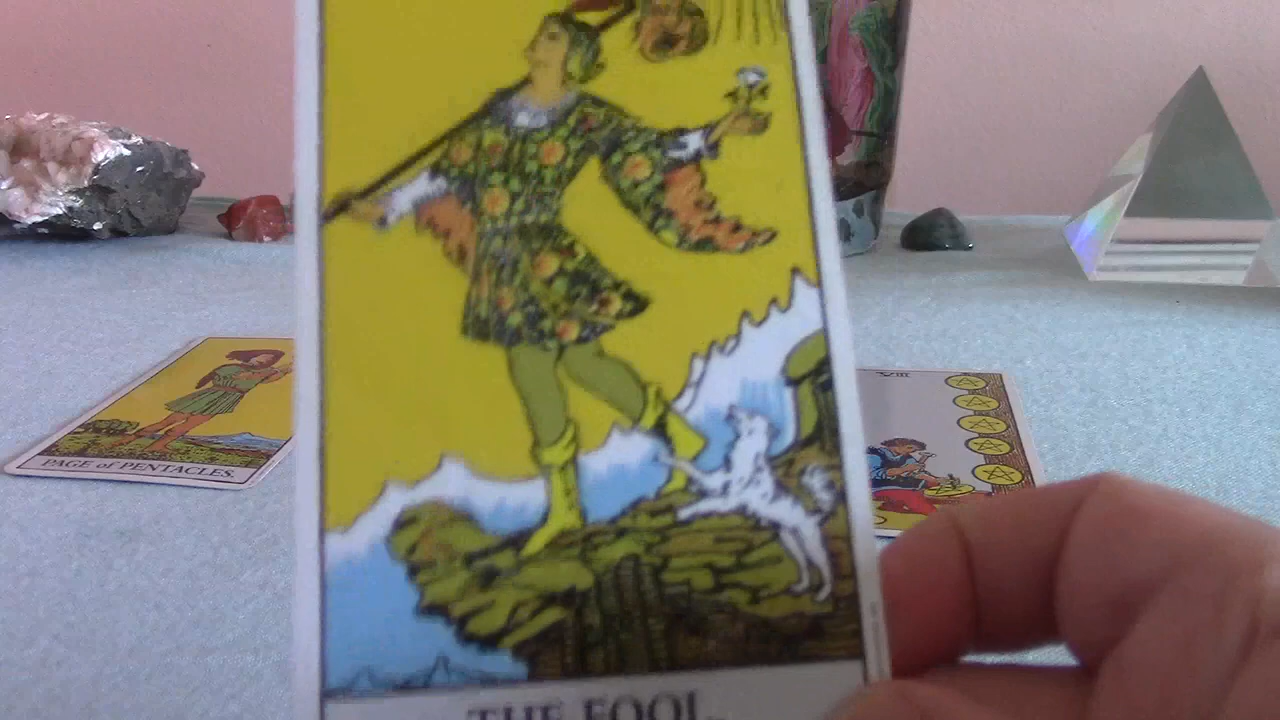 VIII
PAGE of PENTACLES.
THE FOOL.